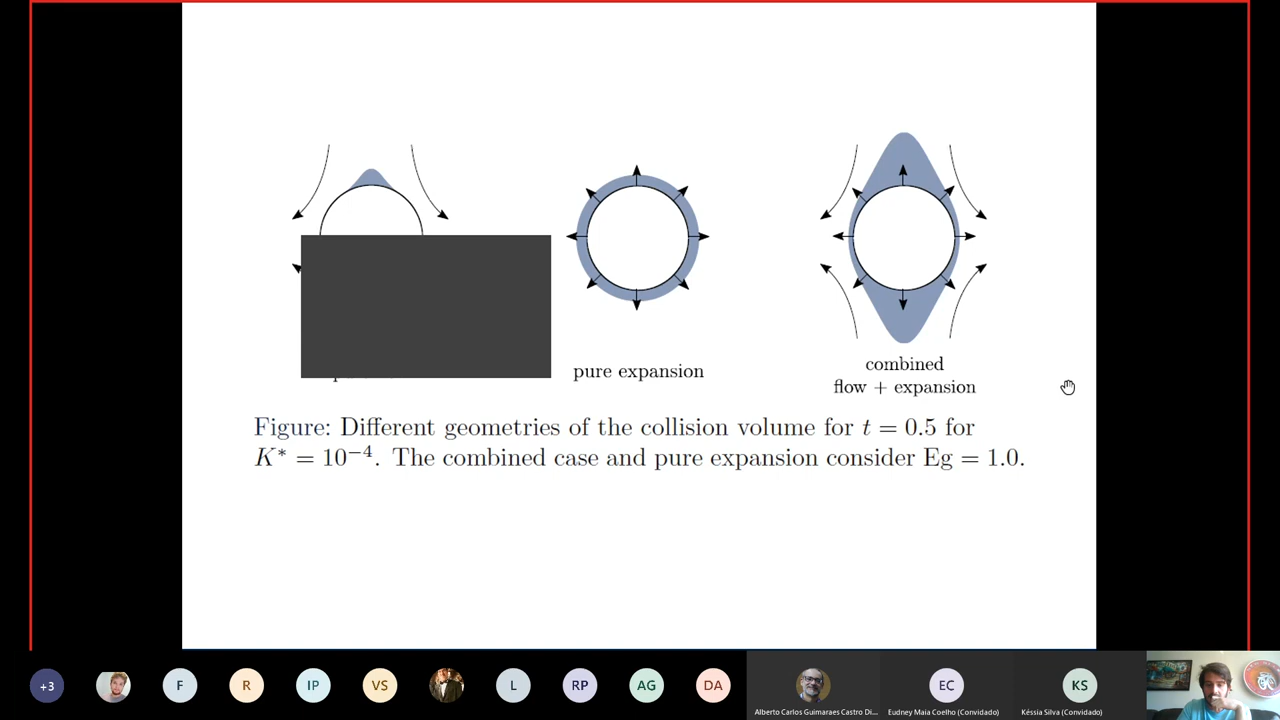 pure expansion
combined
flow + expansion
Figure: Different geometries of the collision volume for t = 0.5 for
K* = 10⁻⁴. The combined case and pure expansion consider Eg = 1.0.
+3
F
R
IP
VS
L
RP
AG
DA
EC
KS
Alberto Carlos Guimaraes Castro Di...
Eudney Maia Coelho (Convidado)
Késsia Silva (Convidado)